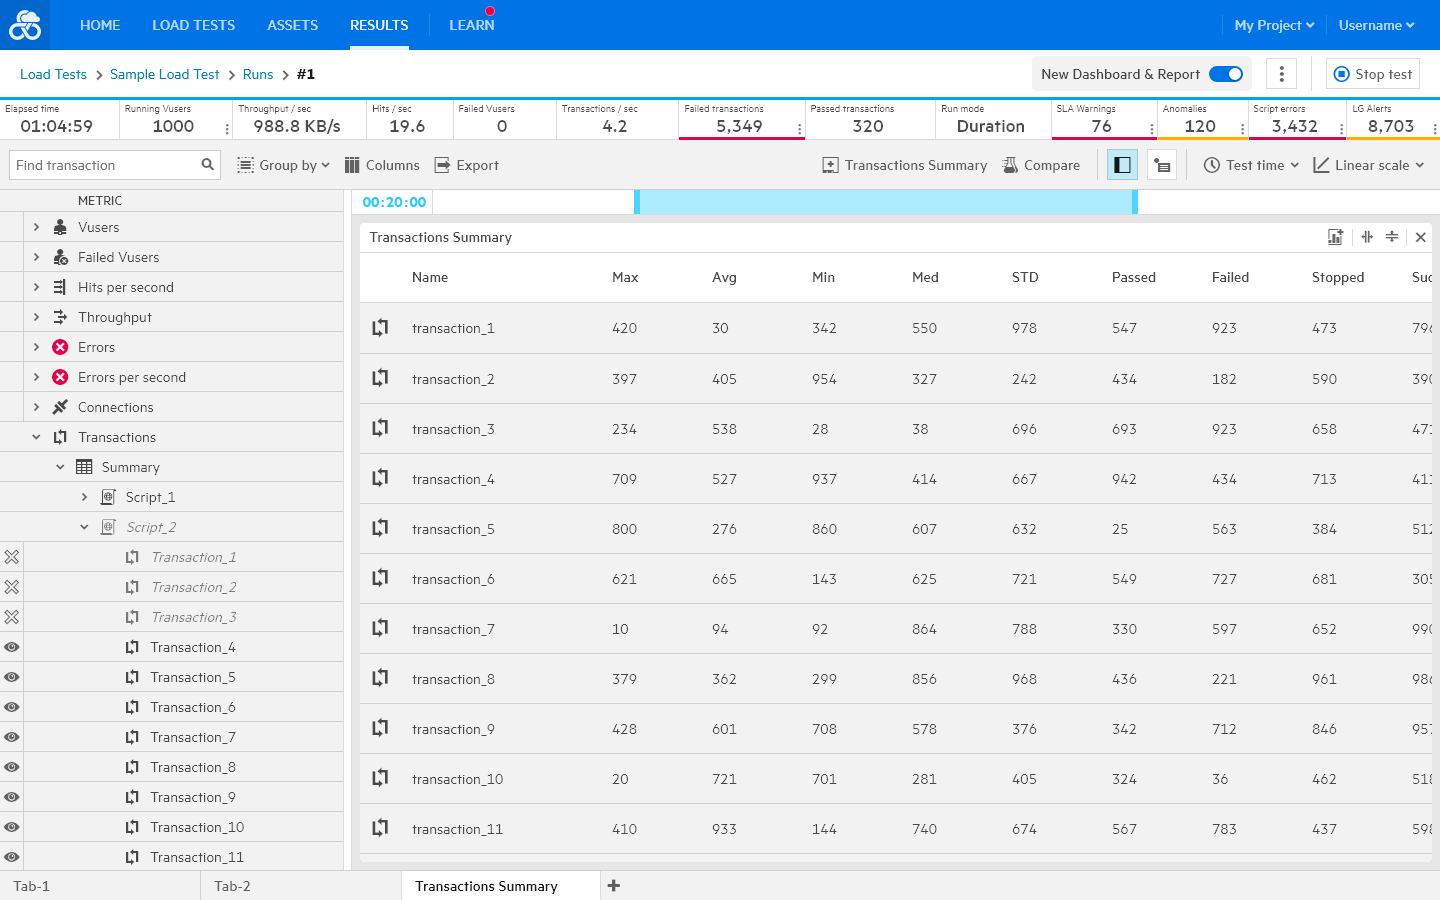 HOME LOAD TESTS ASSETS RESULTS LEARN My Project Username
Load Tests Sample Load Test Runs #1 New Dashboard & Report Stop test
Elapsed time Running Vusers Throughput / sec Hits / sec Failed Vusers Transactions / sec Failed transactions Passed transactions Run mode SLA Warnings Anomalies Script errors LG Alerts
01:04:59 1000 988.8 KB/s 19.6 0 4.2 5,349 320 Duration 76 120 3,432 8,703
Find transaction Group by Columns Export Transactions Summary Compare Test time Linear scale
METRIC
Vusers
Failed Vusers
Hits per second
Throughput
Errors
Errors per second
Connections
Transactions
Summary
Script_1
Script_2
Transaction_1
Transaction_2
Transaction_3
Transaction_4
Transaction_5
Transaction_6
Transaction_7
Transaction_8
Transaction_9
Transaction_10
Transaction_11
00:20:00
Transactions Summary
Name Max Avg Min Med STD Passed Failed Stopped
transaction_1 420 30 342 550 978 547 923 473
transaction_2 397 405 954 327 242 434 182 590
transaction_3 234 538 28 38 696 693 923 658
transaction_4 709 527 937 414 667 942 434 713
transaction_5 800 276 860 607 632 25 563 384
transaction_6 621 665 143 625 721 549 727 681
transaction_7 10 94 92 864 788 330 597 652
transaction_8 379 362 299 856 968 436 221 961
transaction_9 428 601 708 578 376 342 712 846
transaction_10 20 721 701 281 405 324 36 462
transaction_11 410 933 144 740 674 567 783 437
Tab-1 Tab-2 Transactions Summary